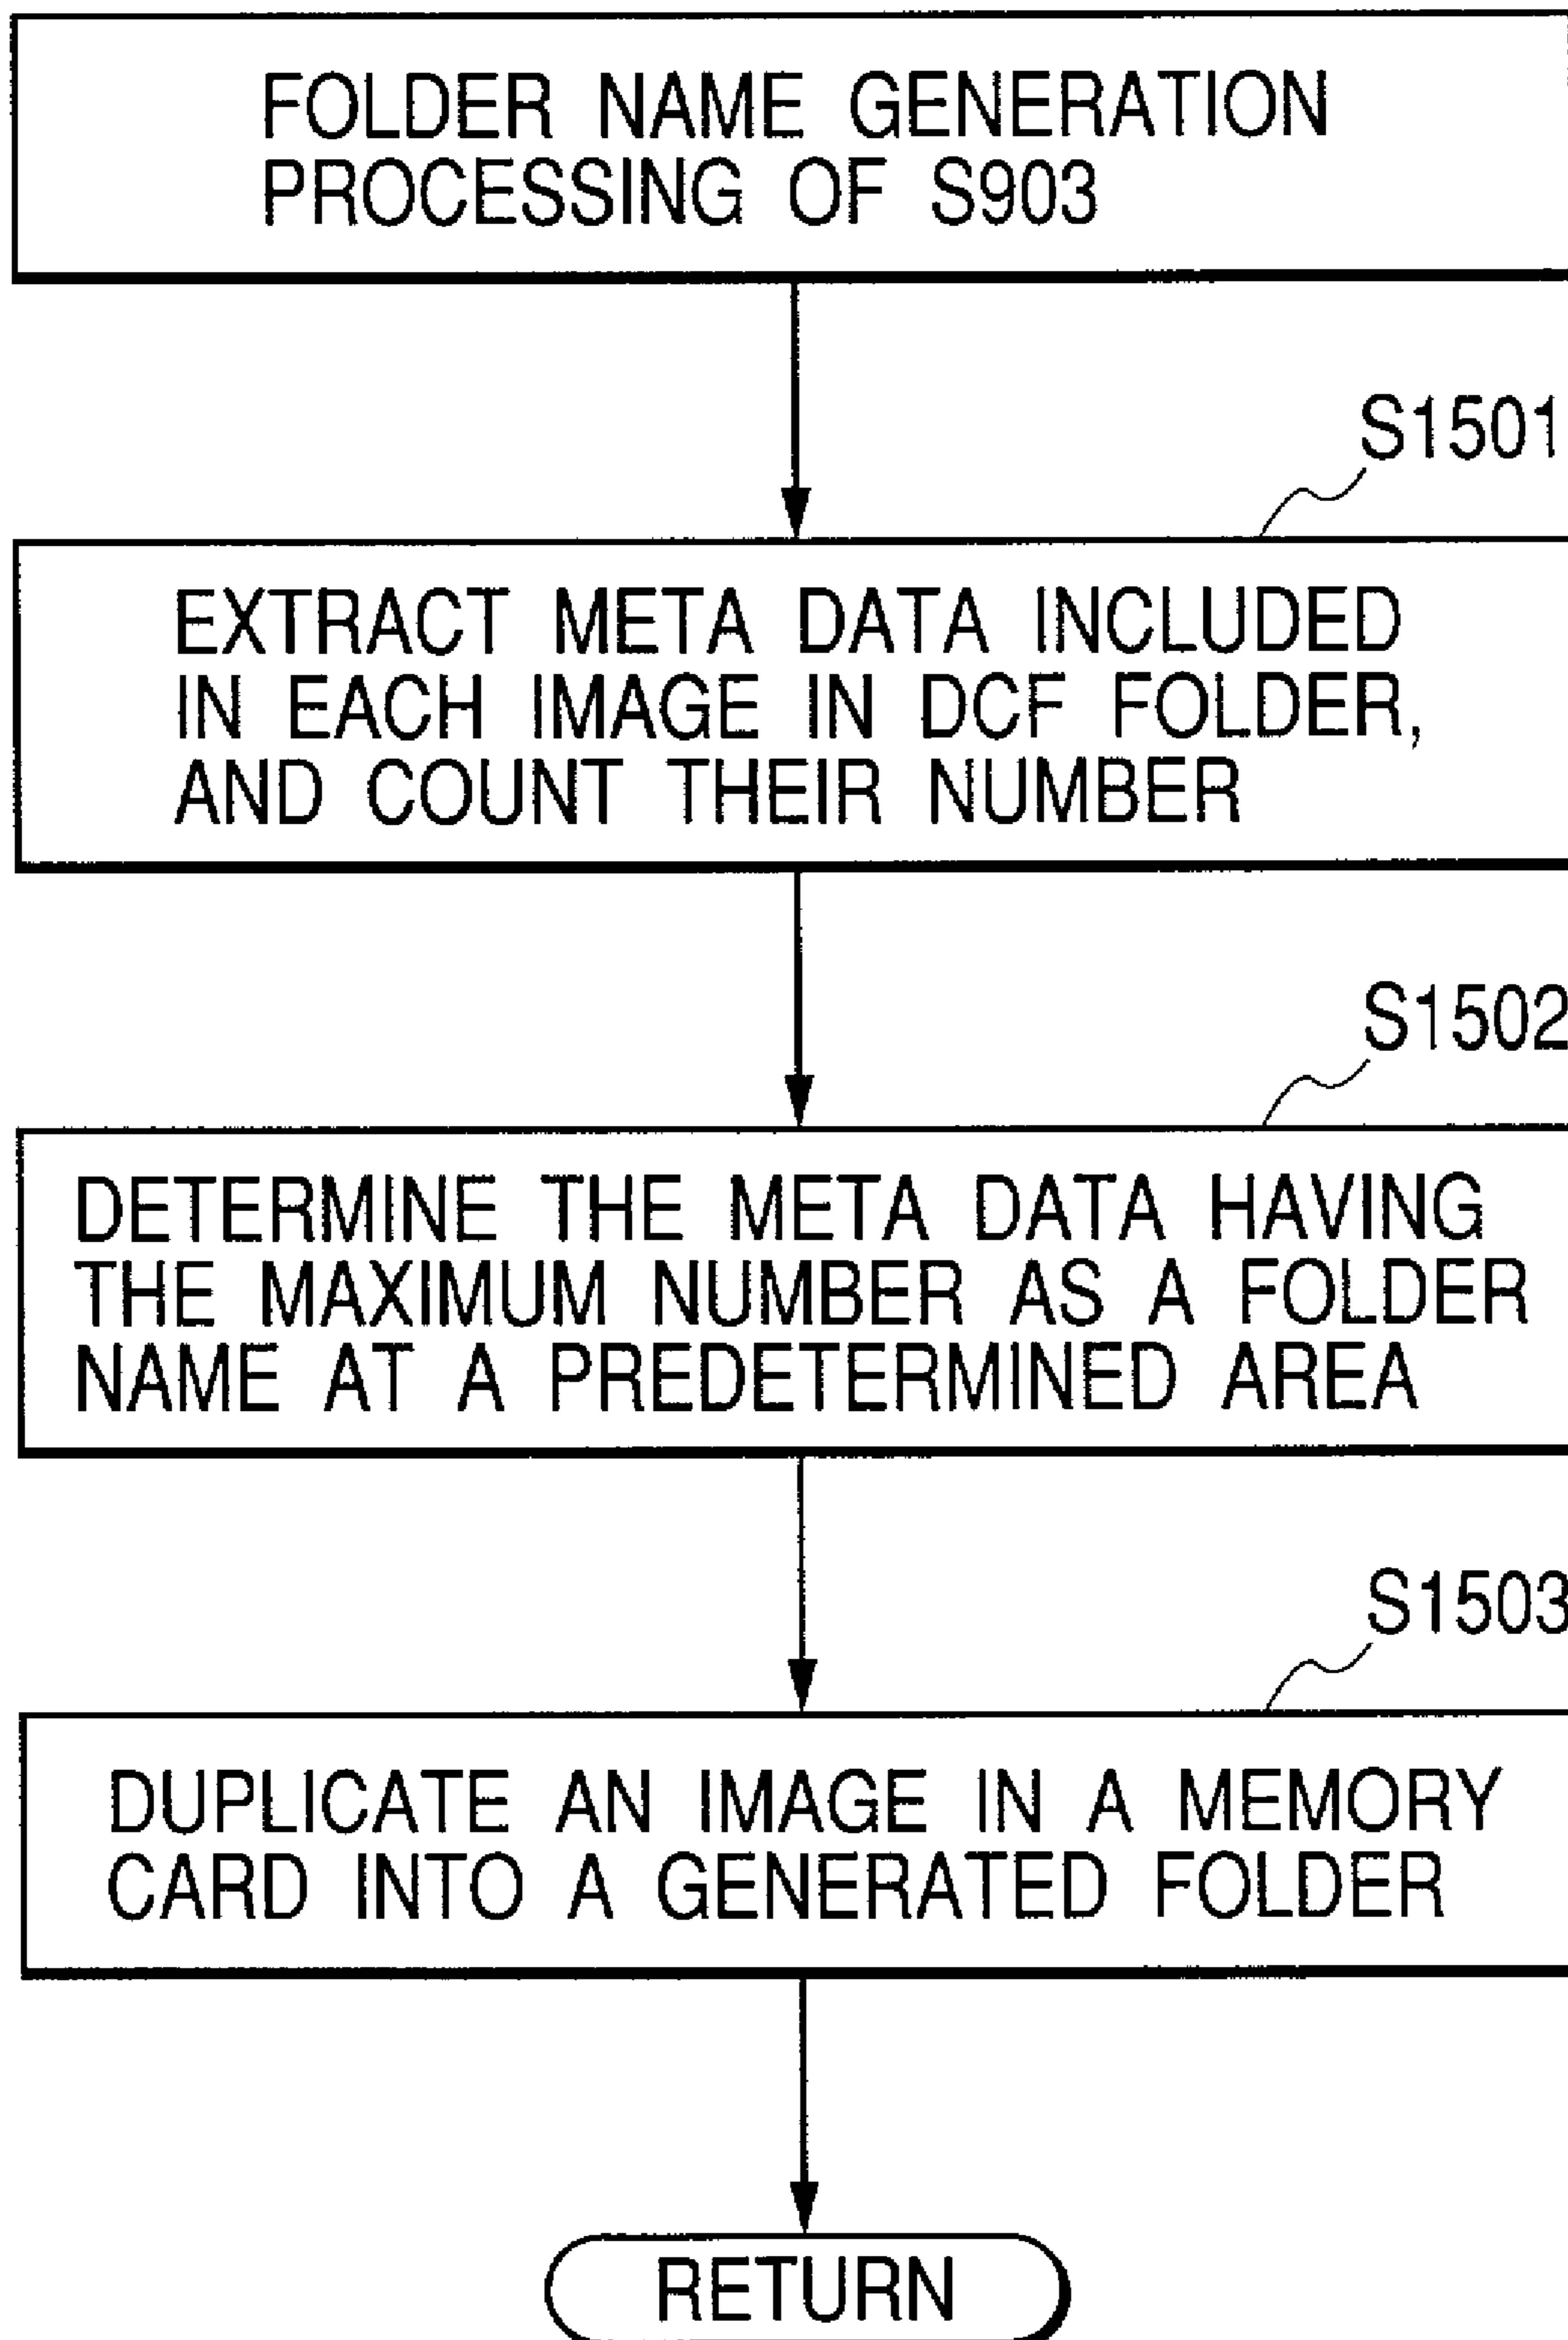 FOLDER NAME GENERATION
PROCESSING OF S903
S1501
EXTRACT META DATA INCLUDED
IN EACH IMAGE IN DCF FOLDER,
AND COUNT THEIR NUMBER
S1502
DETERMINE THE META DATA HAVING
THE MAXIMUM NUMBER AS A FOLDER
NAME AT A PREDETERMINED AREA
S1503
DUPLICATE AN IMAGE IN A MEMORY
CARD INTO A GENERATED FOLDER
RETURN